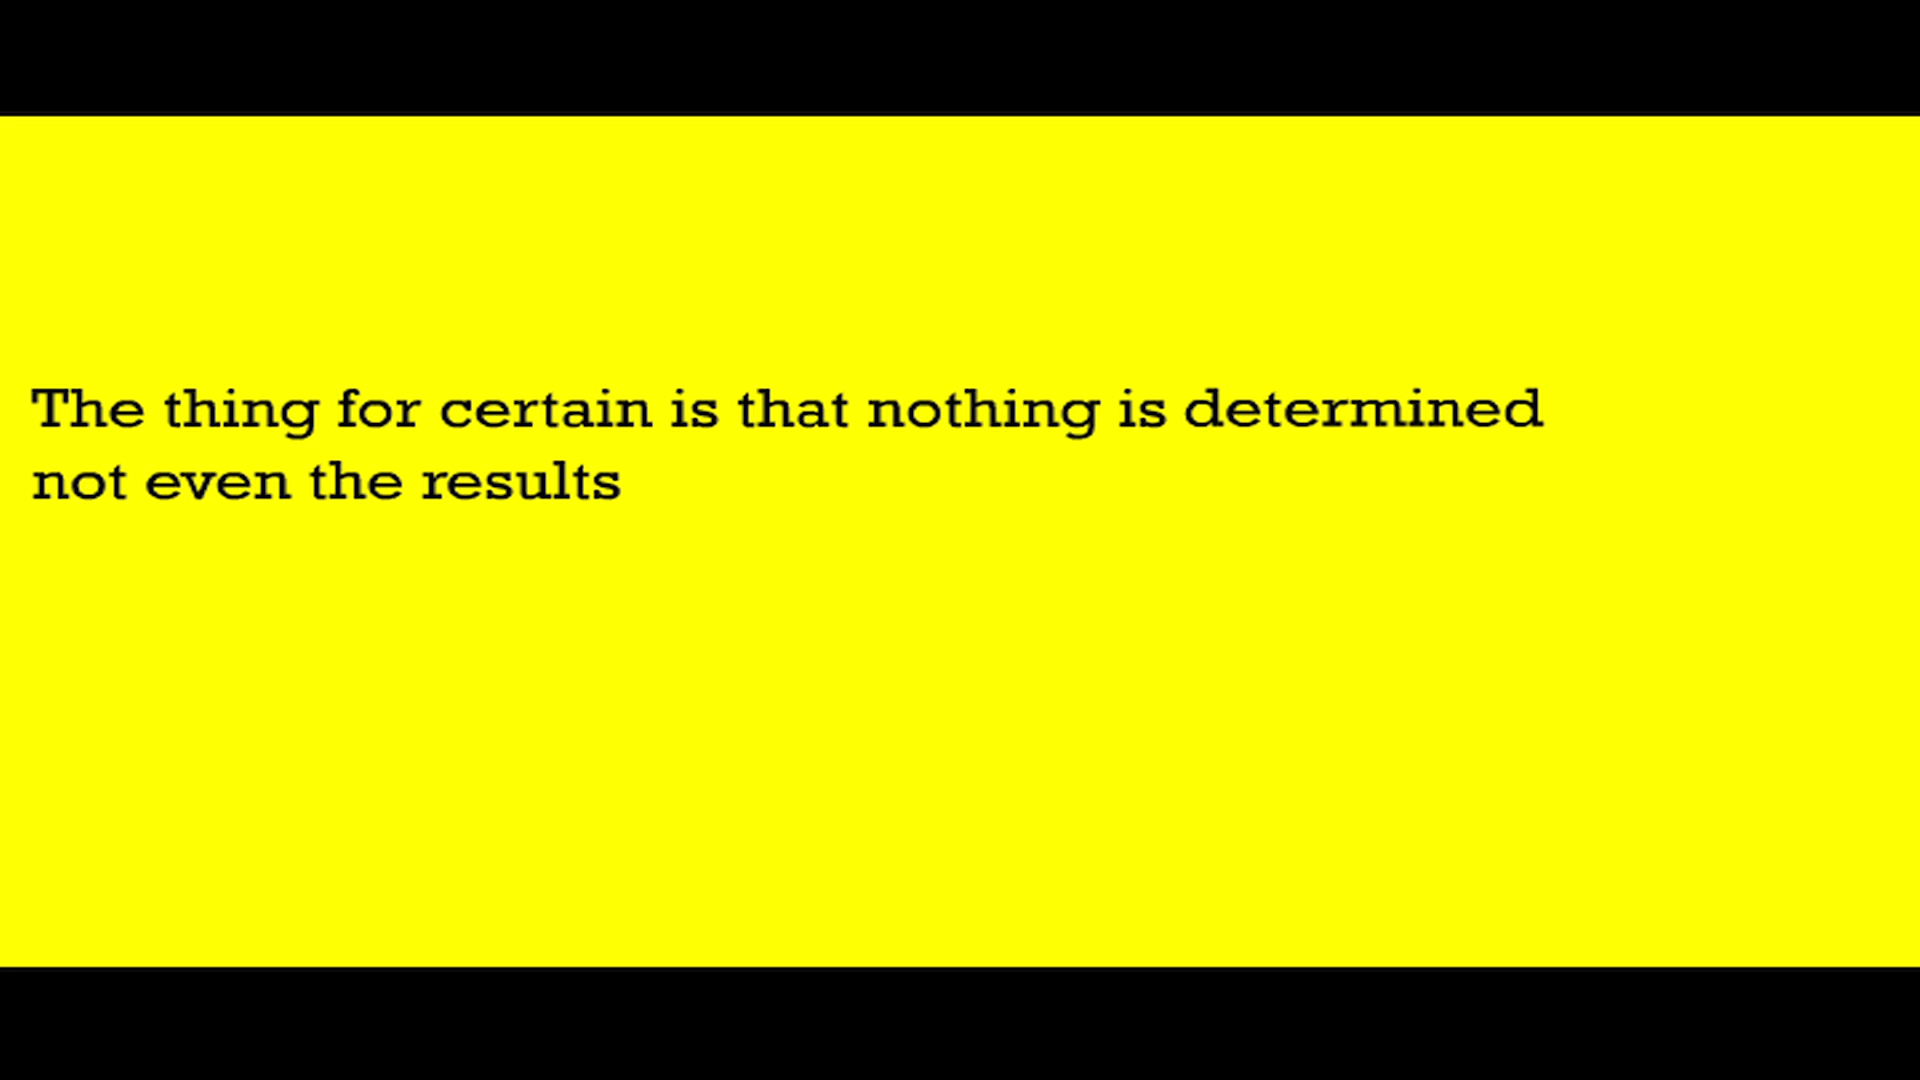 The thing for certain is that nothing is determined
not even the results